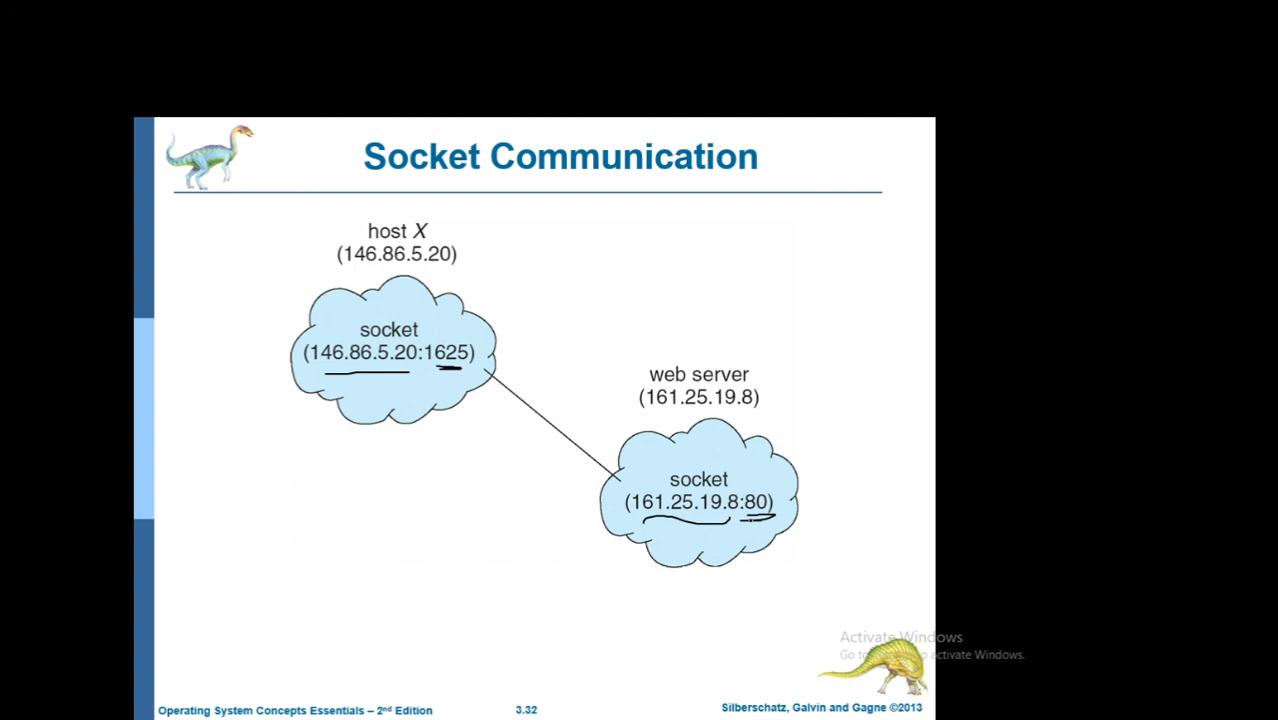 Socket Communication
host X
(146.86.5.20)
socket
(146.86.5.20:1625)
web server
(161.25.19.8)
socket
(161.25.19.8:80)
Activate Windows
Go to activate Windows.
Operating System Concepts Essentials – 2nd Edition
3.32
Silberschatz, Galvin and Gagne ©2013